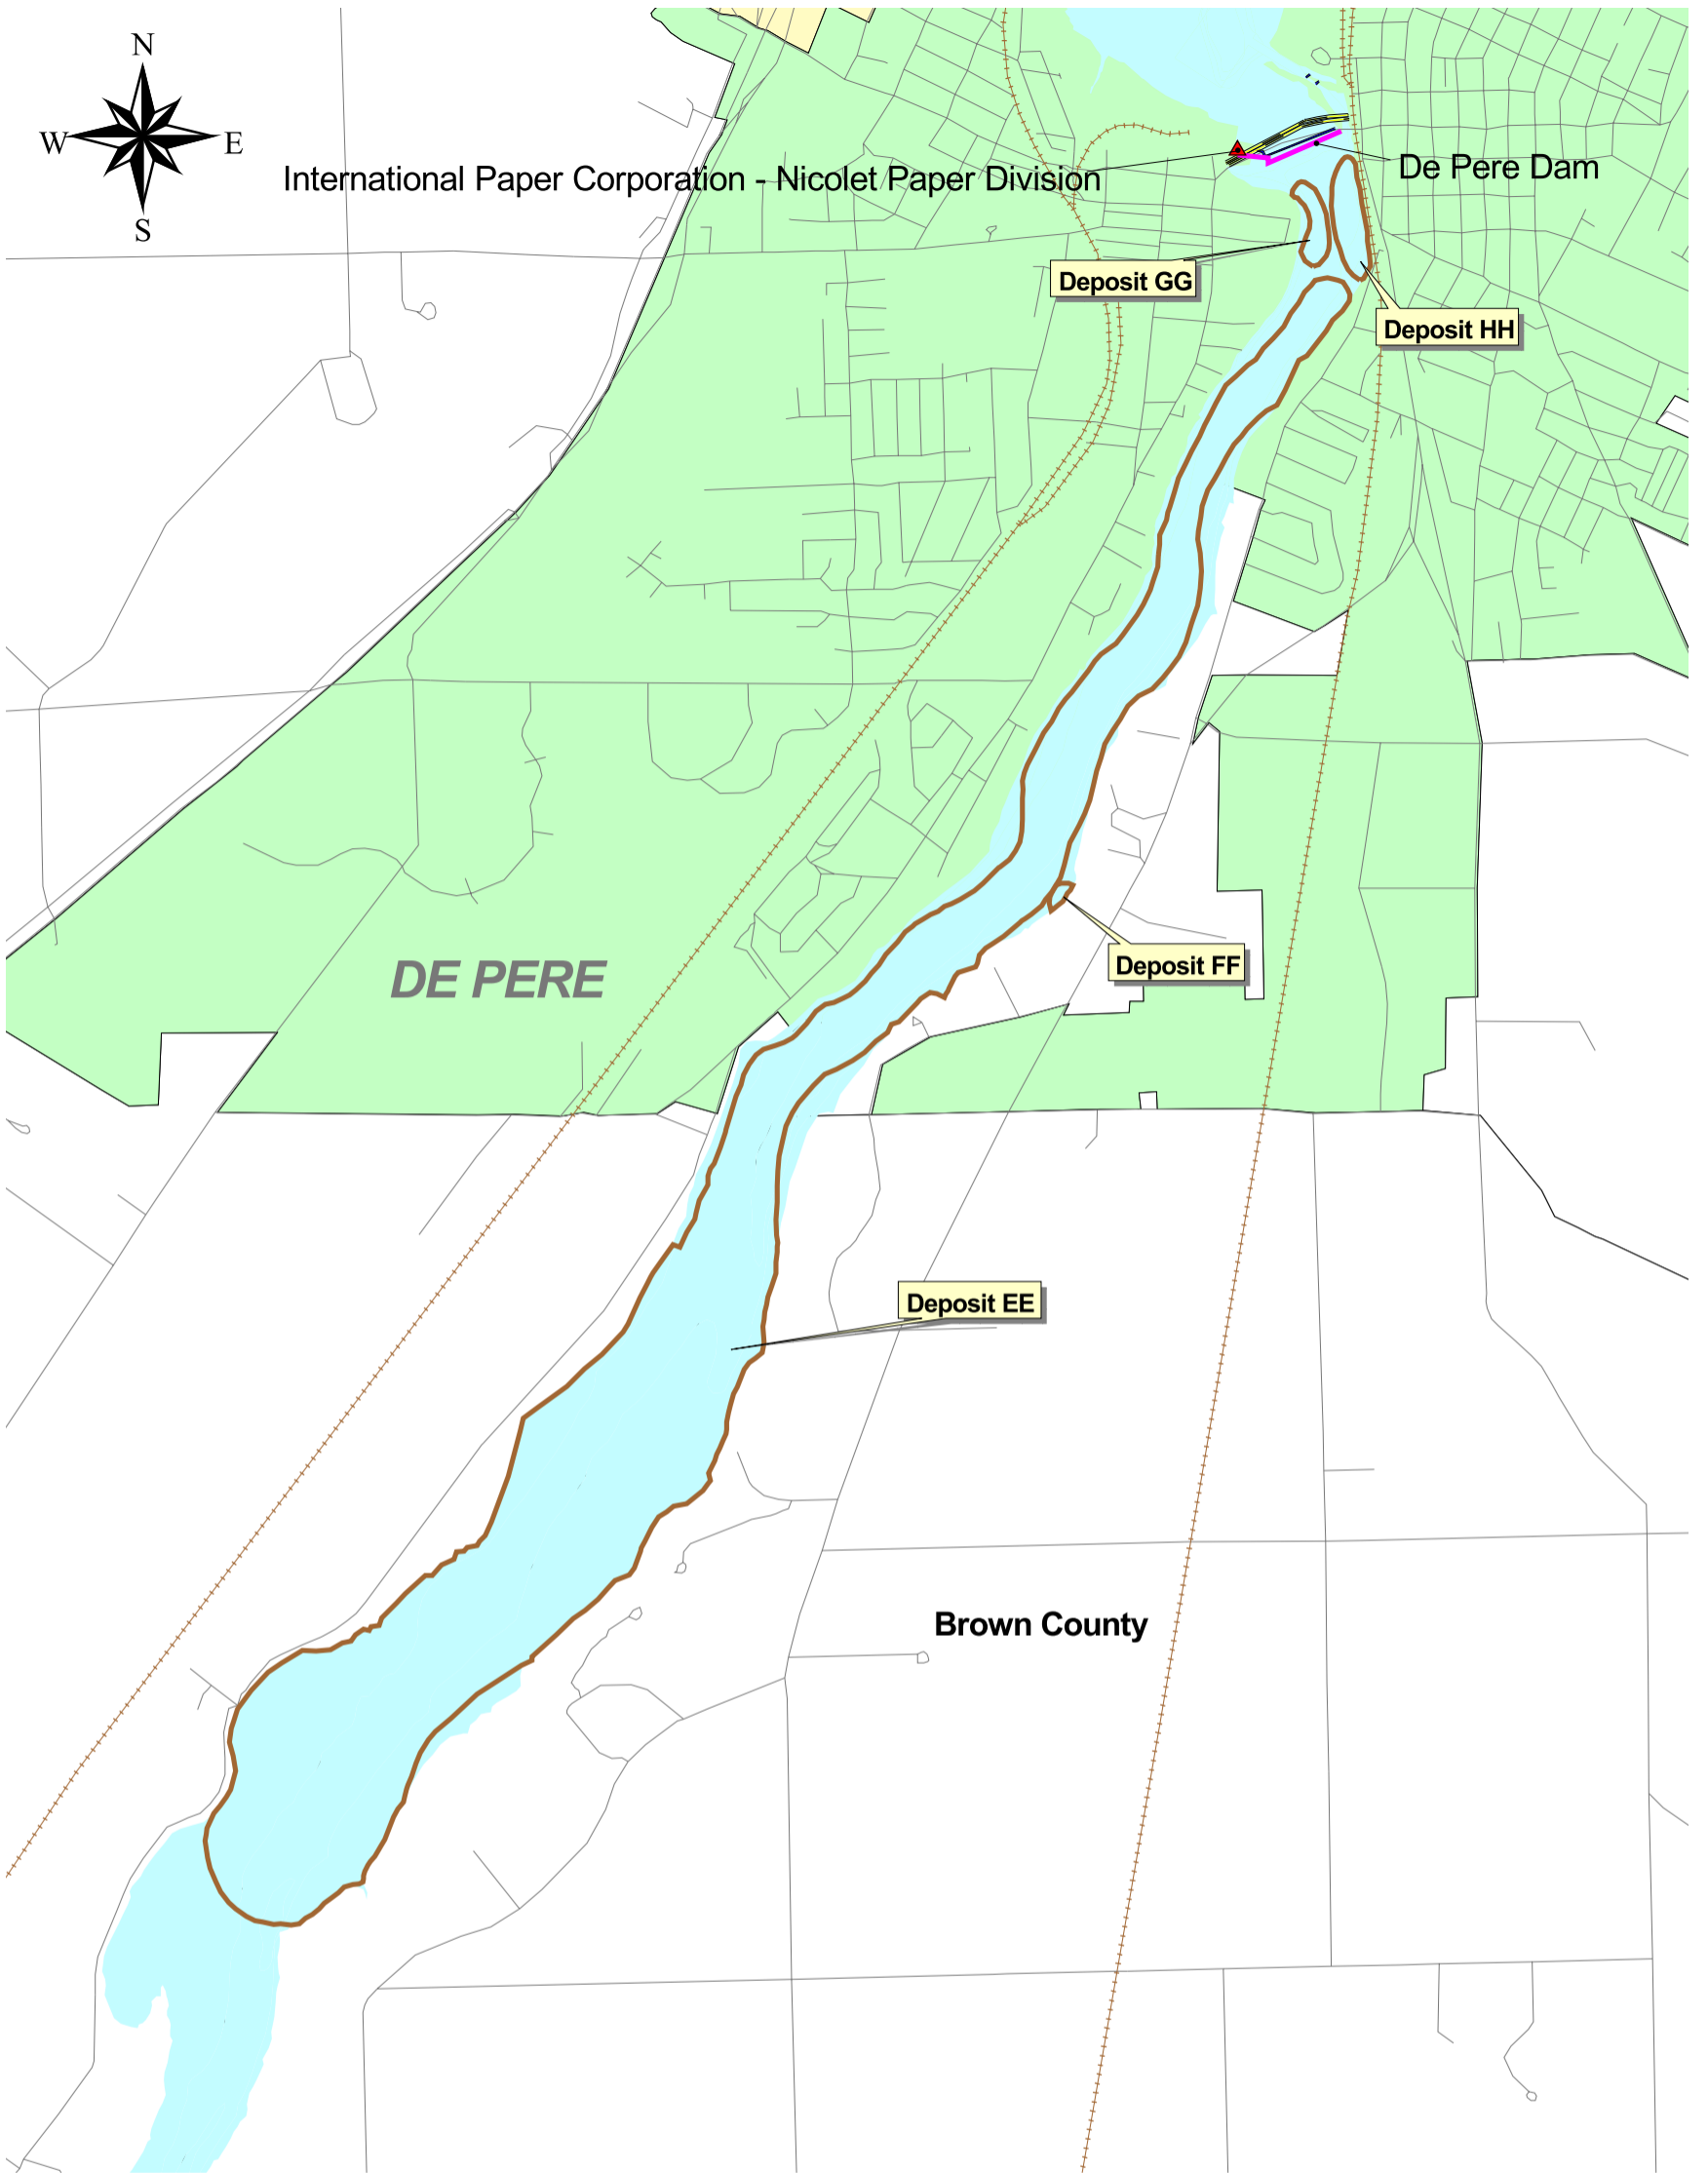 N
W
E
S
International Paper Corporation - Nicolet Paper Division
De Pere Dam
Deposit GG
Deposit HH
Deposit FF
DE PERE
Deposit EE
Brown County